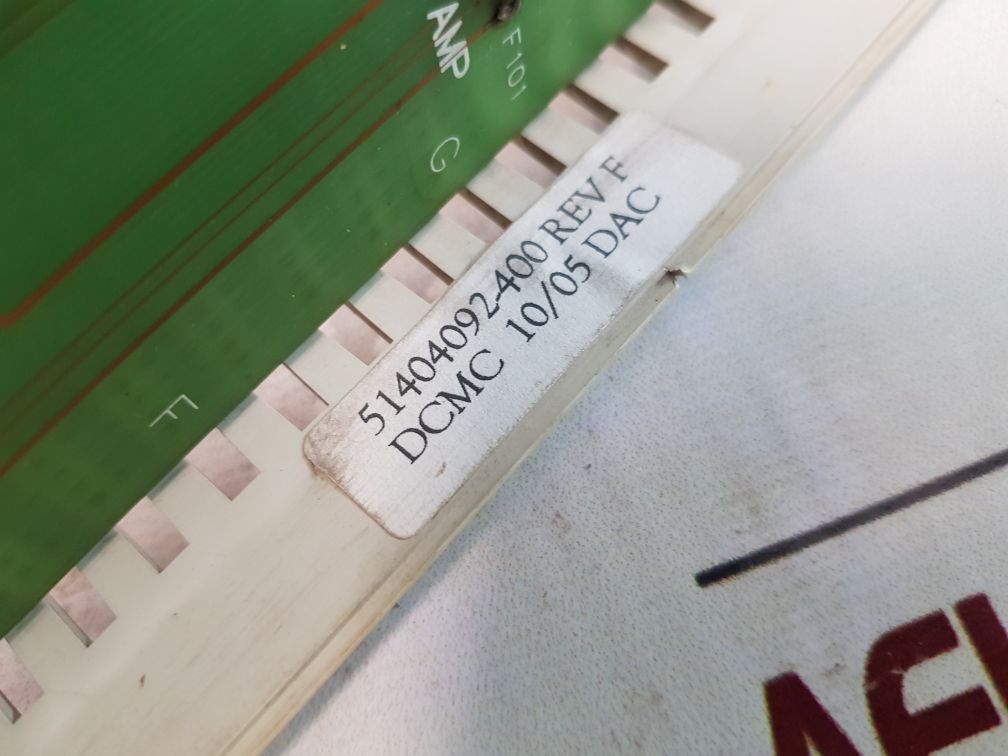 AMP
F101
G
51404092-400 REV F
DCMC 10/05 DAC
F